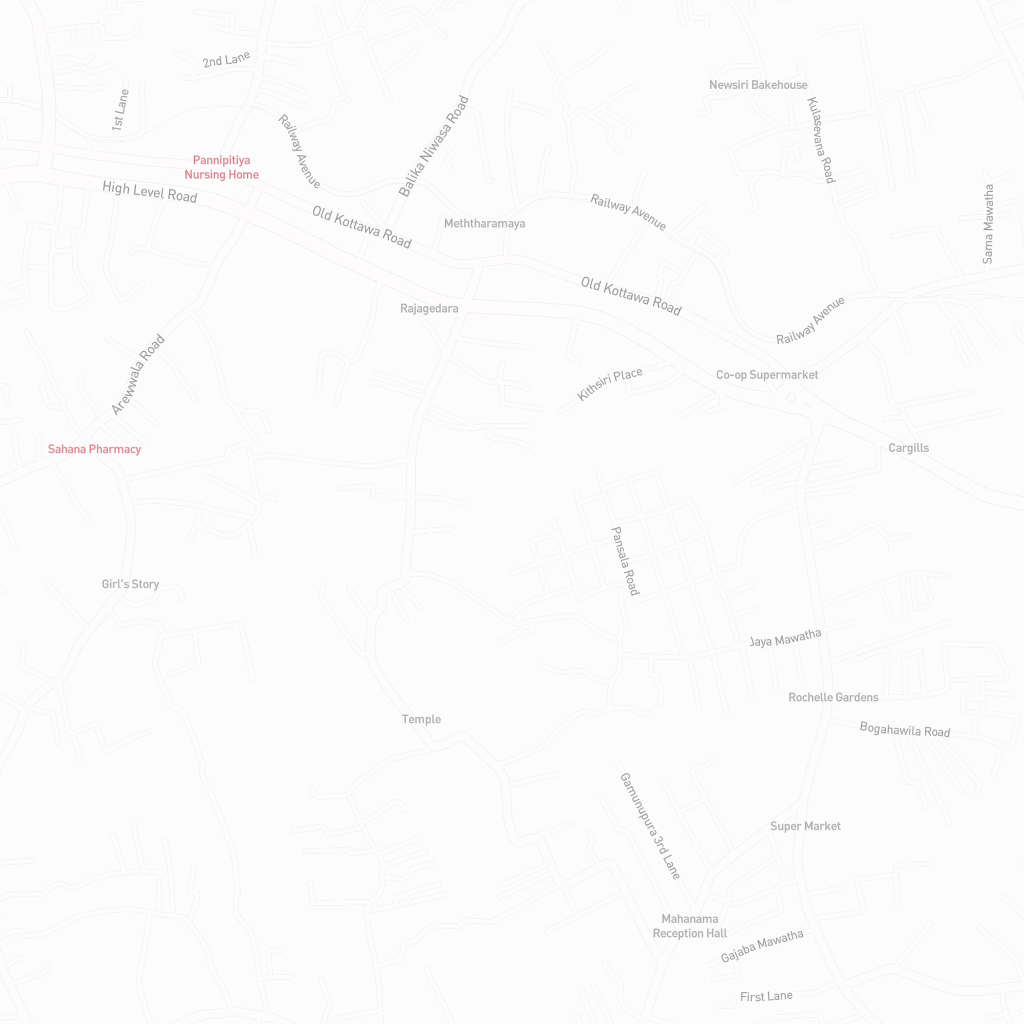 2nd Lane
Newsiri Bakehouse
1st Lane
Railway Avenue
Balika Niwasa Road
Kulasevana Road
Pannipitiya
Nursing Home
High Level Road
Old Kottawa Road
Meththaramaya
Railway Avenue
Sama Mawatha
Rajagedara
Old Kottawa Road
Railway Avenue
Arewwala Road
Kithsiri Place
Co-op Supermarket
Sahana Pharmacy
Cargills
Pansala Road
Girl's Story
Jaya Mawatha
Rochelle Gardens
Temple
Bogahawila Road
Gamunupura 3rd Lane
Super Market
Mahanama
Reception Hall
Gajaba Mawatha
First Lane